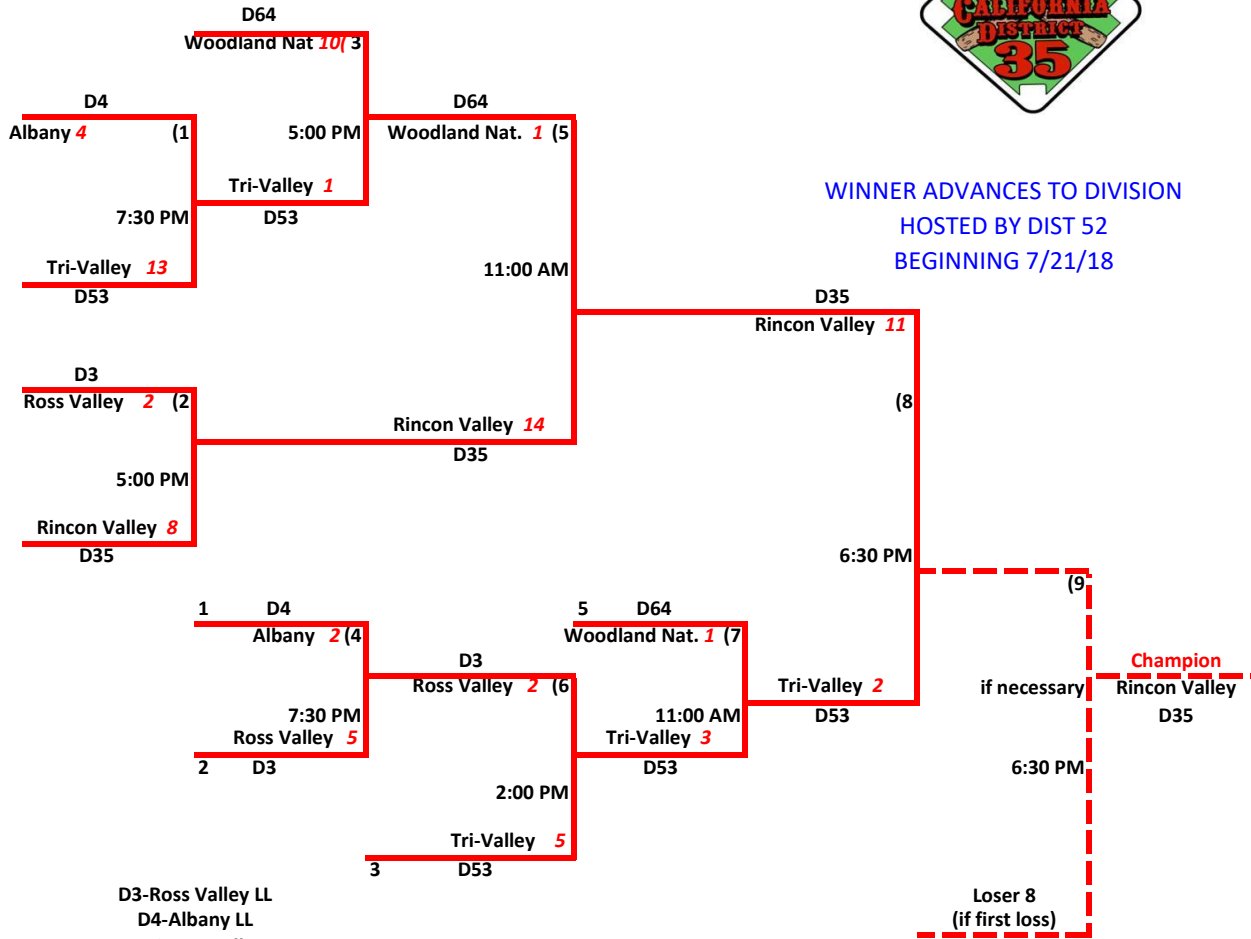 D64
CALIFORNIA
DISTRICT
35
Woodland Nat 10( 3
D4
Albany 4 (1
5:00 PM
D64
Woodland Nat. 1 (5
Tri-Valley 1
D53
7:30 PM
Tri-Valley 13
D53
11:00 AM
WINNER ADVANCES TO DIVISION
HOSTED BY DIST 52
BEGINNING 7/21/18
D35
Rincon Valley 11
D3
Ross Valley 2 (2
(8
Rincon Valley 14
D35
5:00 PM
Rincon Valley 8
D35
6:30 PM
(9
1 D4
Albany 2 (4
5 D64
Woodland Nat. 1 (7
D3
Ross Valley 2 (6
7:30 PM
Ross Valley 5
2 D3
Tri-Valley 2
D53
11:00 AM
Tri-Valley 3
D53
if necessary
Champion
Rincon Valley
D35
6:30 PM
2:00 PM
Tri-Valley 5
3 D53
D3-Ross Valley LL
D4-Albany LL
Loser 8
(if first loss)